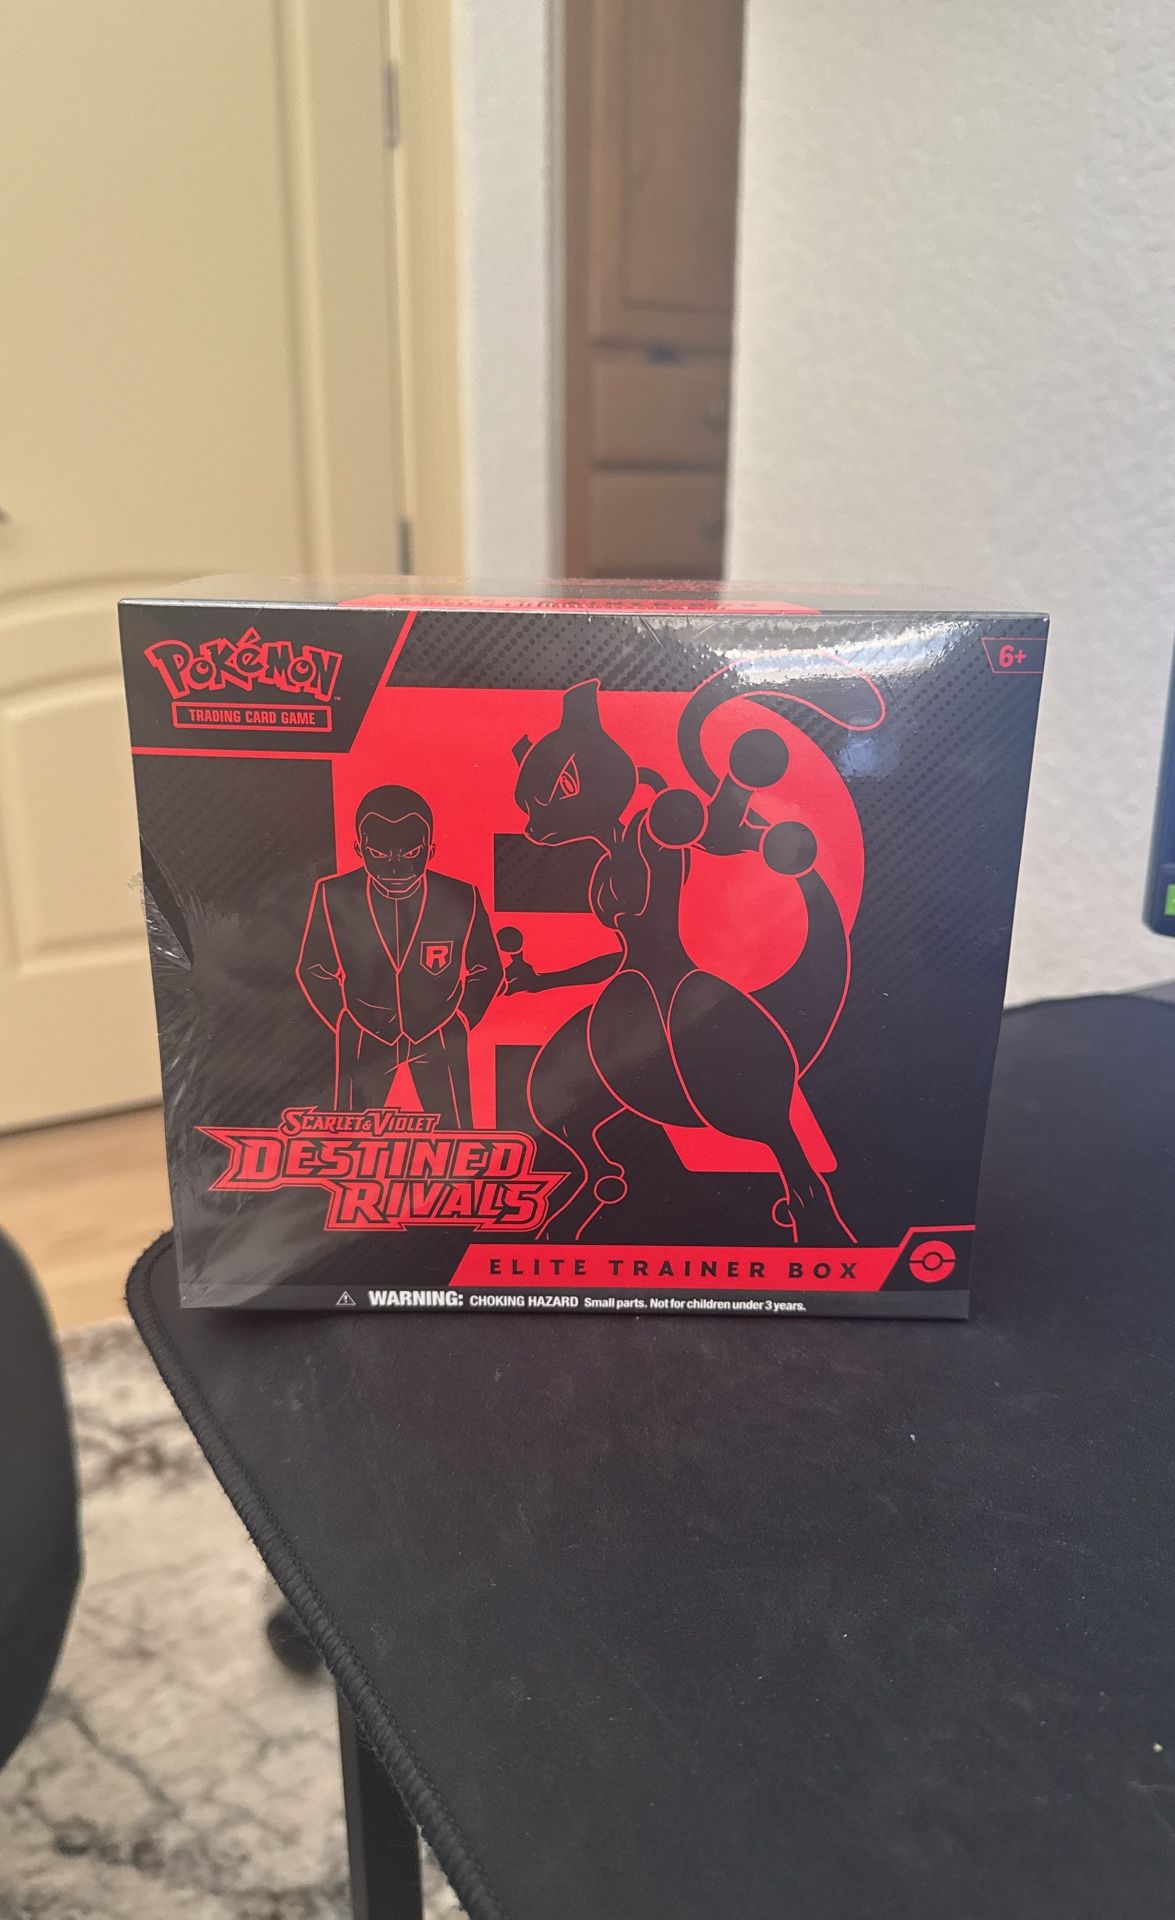 POKéMON
TRADING CARD GAME
6+
R
SCARLET & VIOLET
DESTINED
RIVALS
ELITE TRAINER BOX
WARNING: CHOKING HAZARD Small parts. Not for children under 3 years.